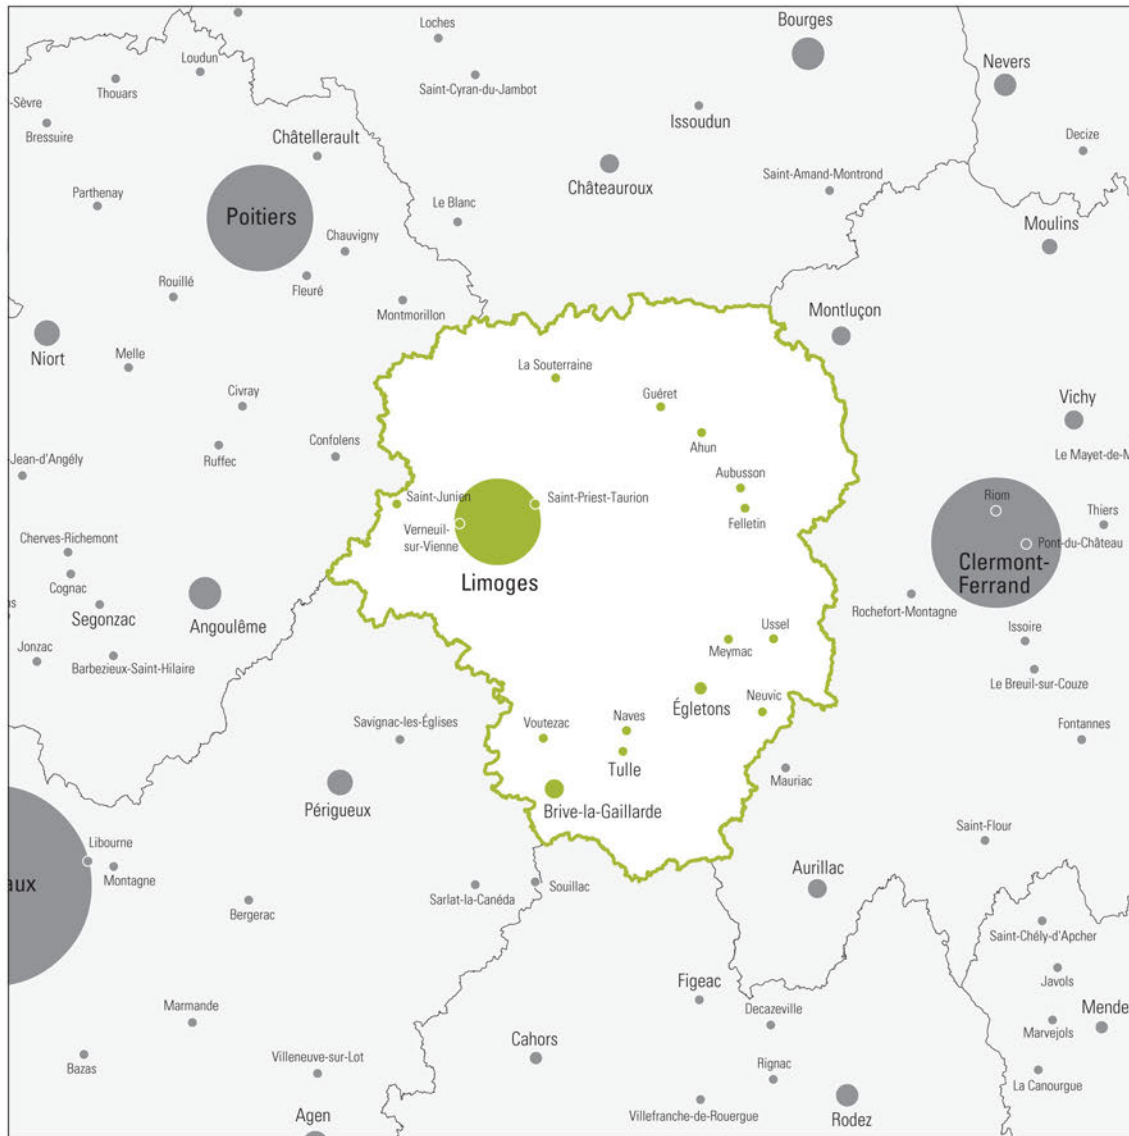 Bourges
Loches
Loudun
Nevers
Thouars
Saint-Cyran-du-Jambot
-Sèvre
Issoudun
Bressuire
Châtellerault
Decize
Châteauroux
Saint-Amand-Montrond
Parthenay
Le Blanc
Poitiers
Moulins
Chauvigny
Rouillé
Fleuré
Montmorillon
Montluçon
Niort
Melle
La Souterraine
Guéret
Civray
Vichy
Confolens
Ahun
Jean-d'Angély
Ruffec
Le Mayet-de-M
Aubusson
Saint-Junien
Saint-Priest-Taurion
Riom
Felletin
Thiers
Verneuil-
sur-Vienne
Cherves-Richemont
Pont-du-Château
Clermont-
Ferrand
Limoges
Cognac
ns
Segonzac
Angoulême
Rochefort-Montagne
Issoire
Ussel
Jonzac
Meymac
Barbezieux-Saint-Hilaire
Le Breuil-sur-Couze
Neuvic
Égletons
Savignac-les-Églises
Voutezac
Naves
Fontannes
Tulle
Mauriac
Périgueux
Brive-la-Gaillarde
Saint-Flour
Libourne
Aurillac
Montagne
aux
Souillac
Sarlat-la-Canéda
Bergerac
Saint-Chély-d'Apcher
Figeac
Javols
Marmande
Decazeville
Mende
Cahors
Marvejols
Villeneuve-sur-Lot
Bazas
Rignac
La Canourgue
Agen
Villefranche-de-Rouergue
Rodez